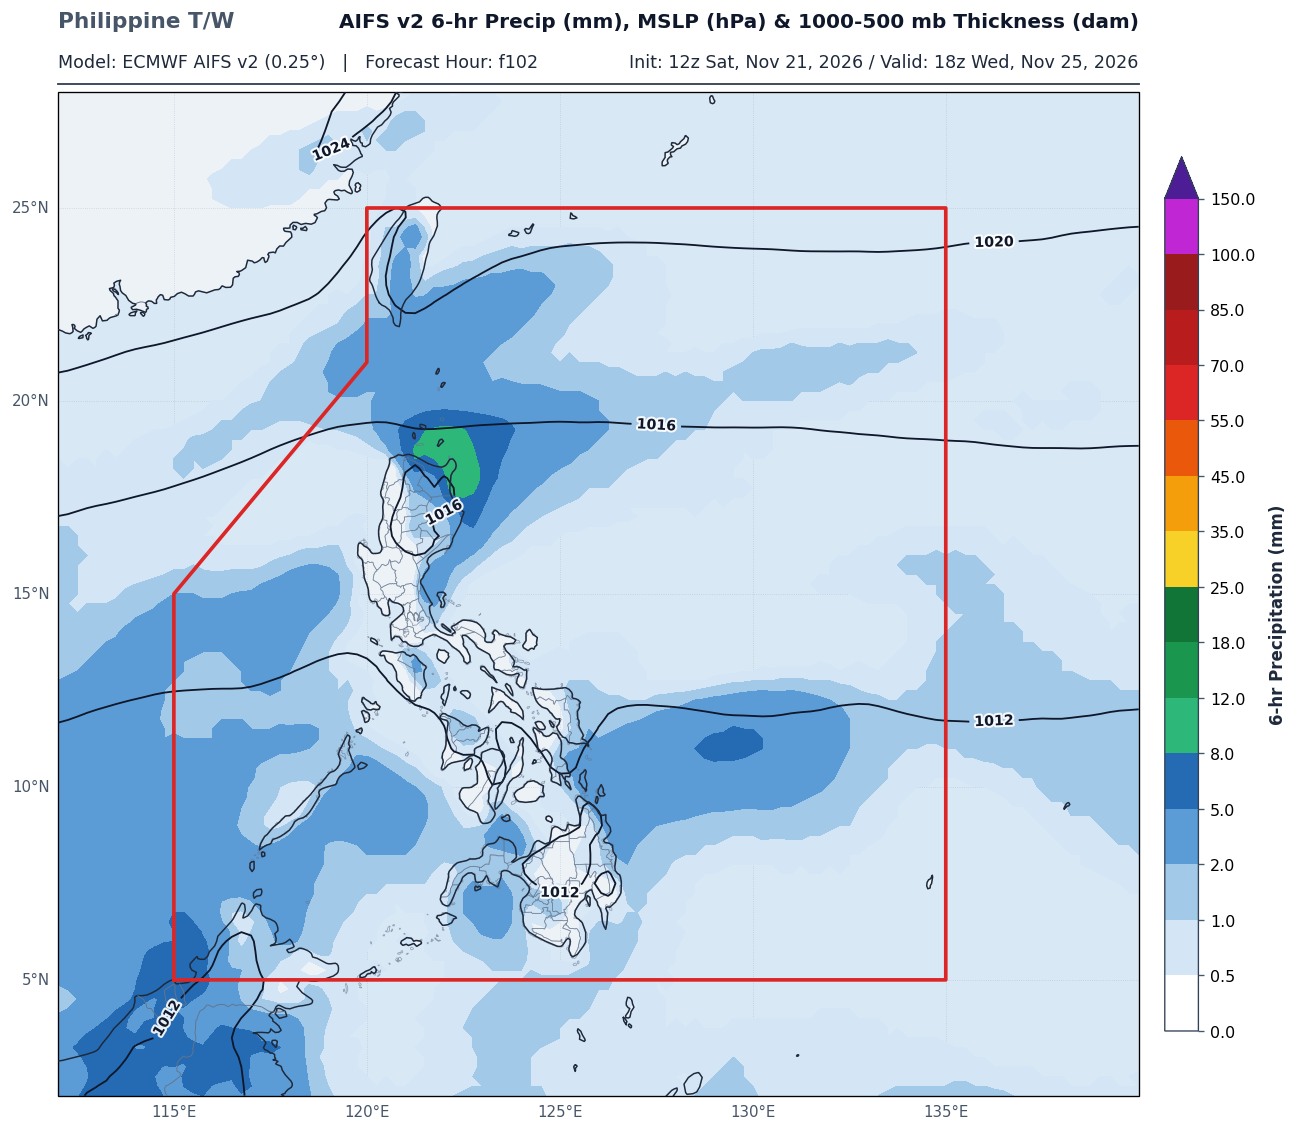 Philippine T/W
AIFS v2 6-hr Precip (mm), MSLP (hPa) & 1000-500 mb Thickness (dam)
Model: ECMWF AIFS v2 (0.25°) | Forecast Hour: f102
Init: 12z Sat, Nov 21, 2026 / Valid: 18z Wed, Nov 25, 2026
1024
25°N
1020
20°N
1016
1016
15°N
1012
10°N
1012
5°N
1012
115°E
120°E
125°E
130°E
135°E
150.0
100.0
85.0
70.0
55.0
45.0
35.0
25.0
18.0
12.0
8.0
5.0
2.0
1.0
0.5
0.0
6-hr Precipitation (mm)